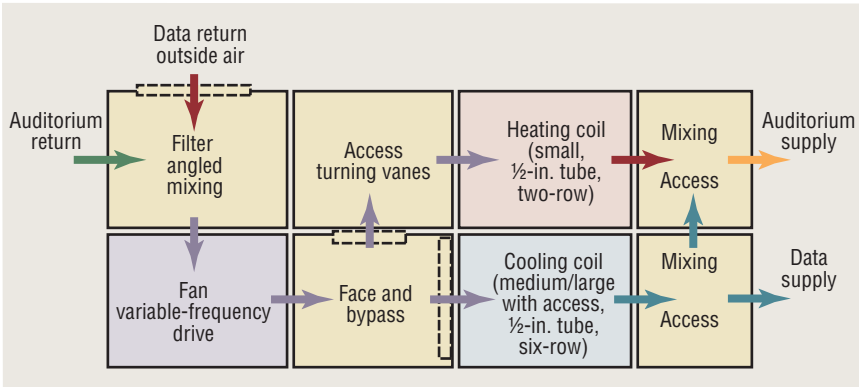 Data return
outside air
Auditorium
return
Filter
angled
mixing
Access
turning vanes
Heating coil
(small,
½-in. tube,
two-row)
Mixing
Access
Auditorium
supply
Fan
variable-frequency
drive
Face and
bypass
Cooling coil
(medium/large
with access,
½-in. tube,
six-row)
Mixing
Access
Data
supply